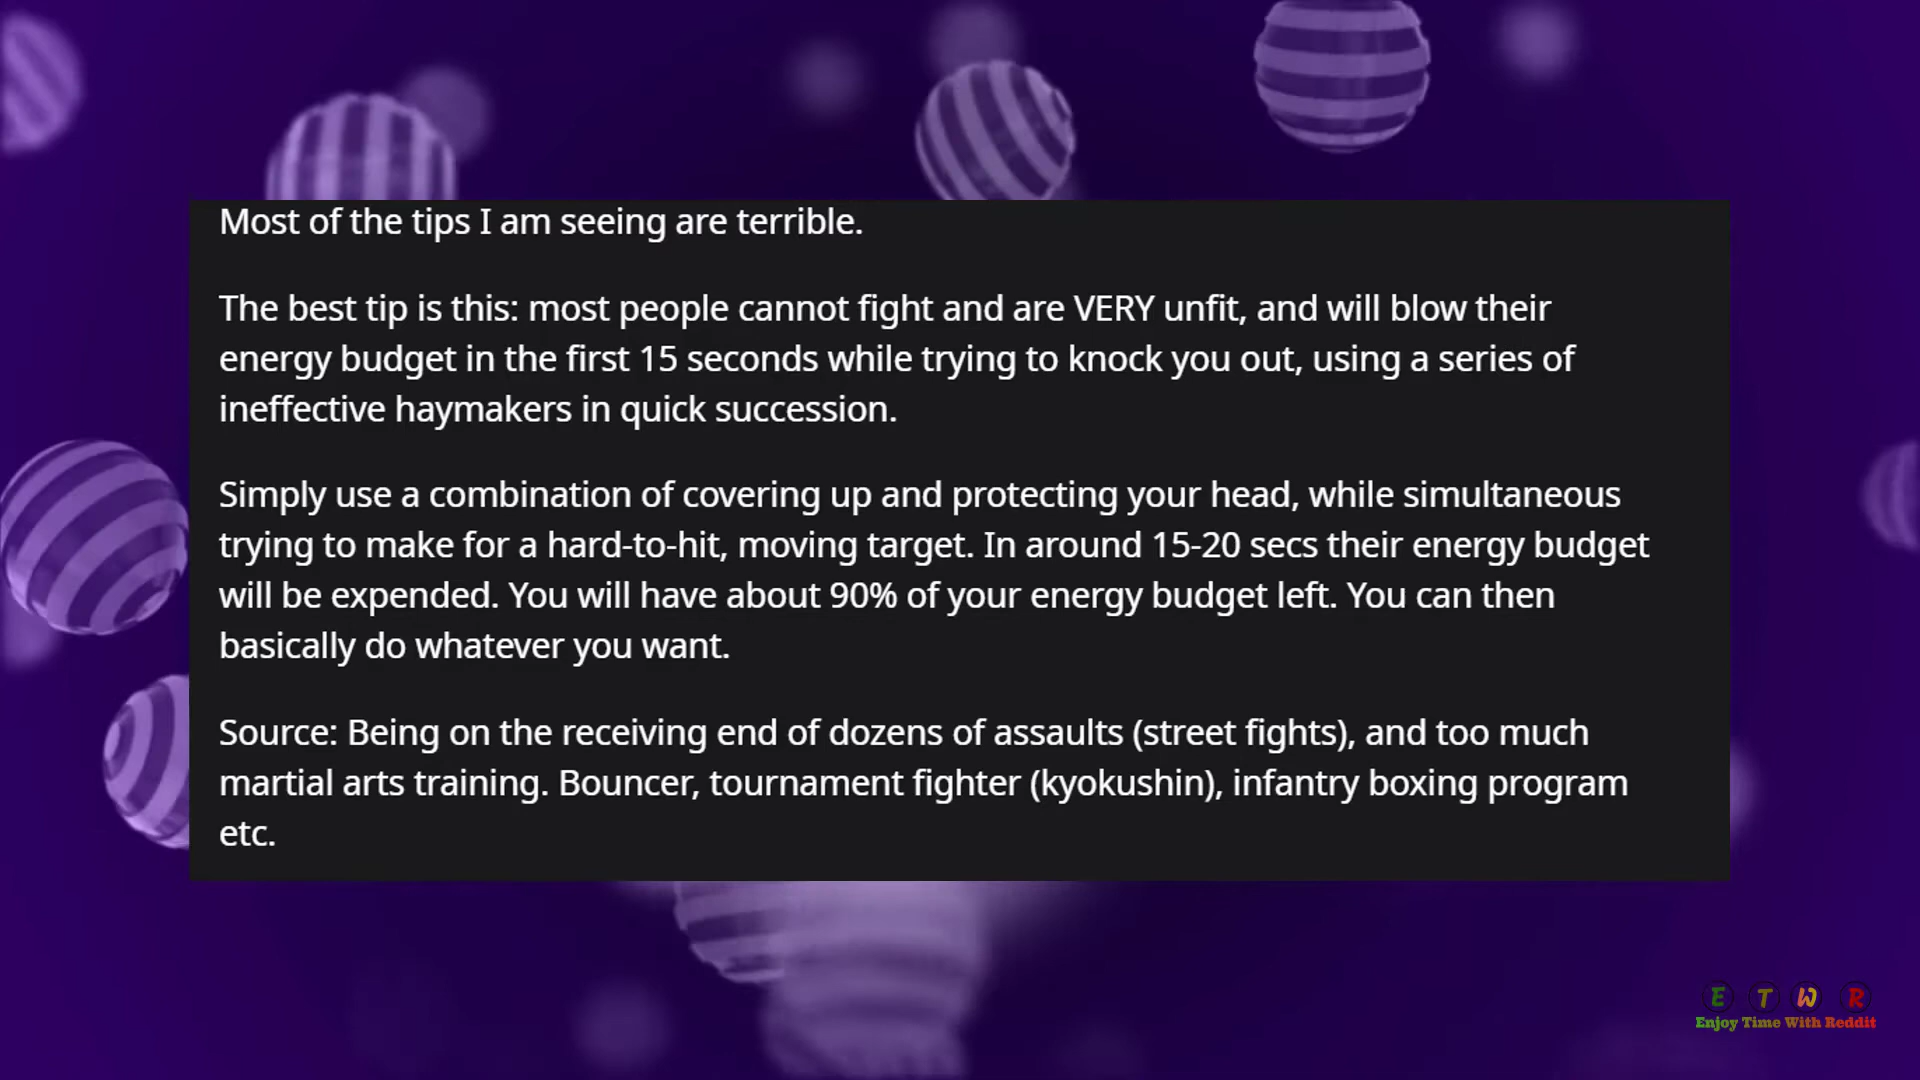 Most of the tips I am seeing are terrible.
The best tip is this: most people cannot fight and are VERY unfit, and will blow their
energy budget in the first 15 seconds while trying to knock you out, using a series of
ineffective haymakers in quick succession.
Simply use a combination of covering up and protecting your head, while simultaneous
trying to make for a hard-to-hit, moving target. In around 15-20 secs their energy budget
will be expended. You will have about 90% of your energy budget left. You can then
basically do whatever you want.
Source: Being on the receiving end of dozens of assaults (street fights), and too much
martial arts training. Bouncer, tournament fighter (kyokushin), infantry boxing program
etc.
E T W R
Enjoy Time With Reddit